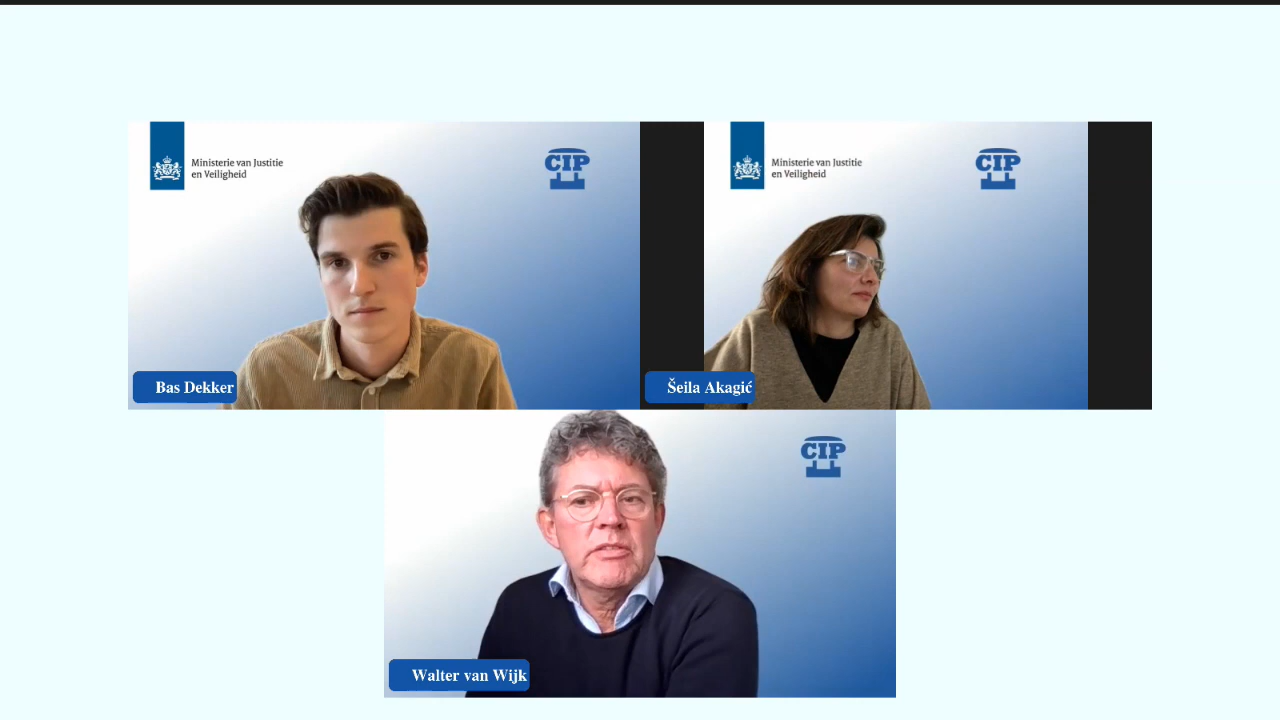 Ministerie van Justitie
en Veiligheid
CIP
Bas Dekker
Ministerie van Justitie
en Veiligheid
CIP
Šeila Akagić
CIP
Walter van Wijk